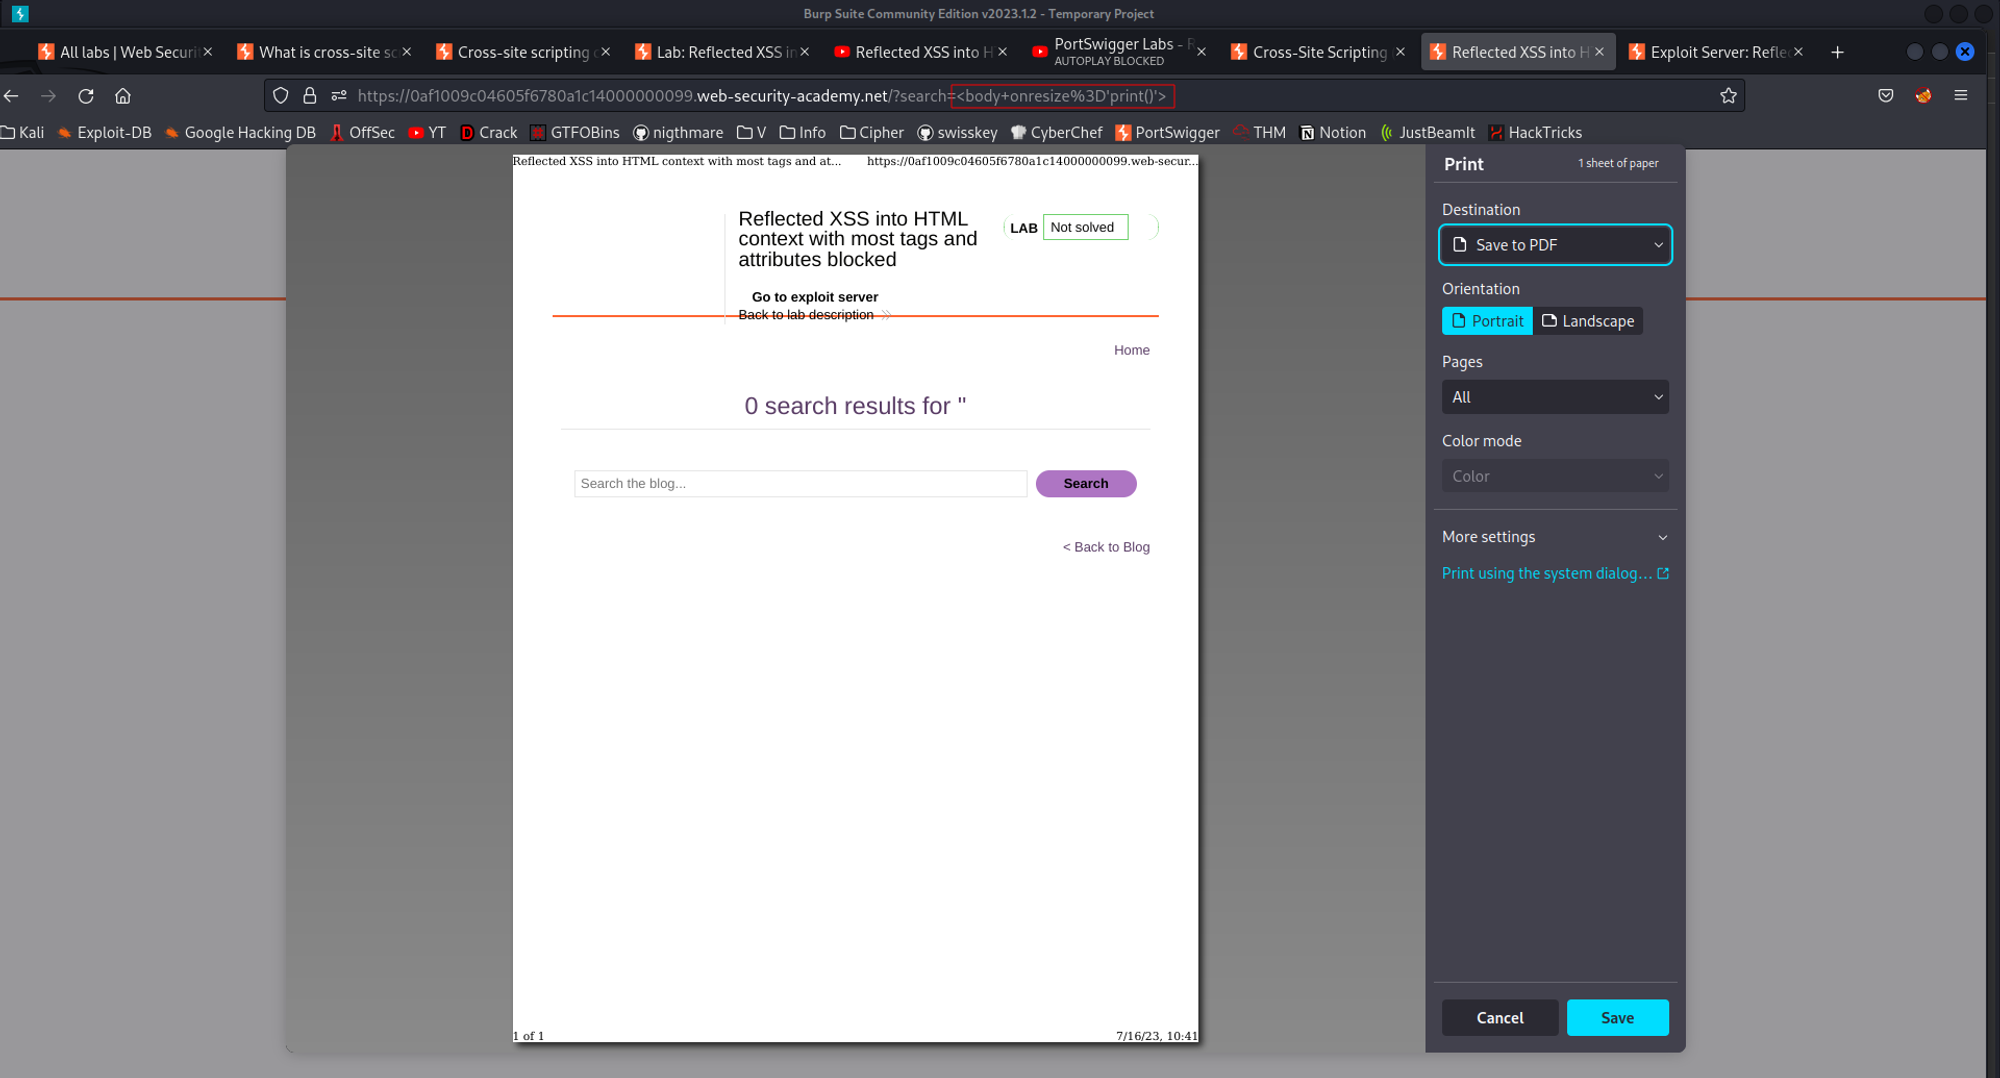 Burp Suite Community Edition v2023.1.2 - Temporary Project
All labs | Web Securit
What is cross-site sc
Cross-site scripting c
Lab: Reflected XSS in
Reflected XSS into H
PortSwigger Labs - R
AUTOPLAY BLOCKED
Cross-Site Scripting
Reflected XSS into H
Exploit Server: Refle
https://0af1009c04605f6780a1c14000000099.web-security-academy.net/?search=<body+onresize%3D'print()'>
Kali Exploit-DB Google Hacking DB OffSec YT Crack GTFOBins nigthmare V Info Cipher swisskey CyberChef PortSwigger THM Notion JustBeamIt HackTricks
Reflected XSS into HTML context with most tags and at... https://0af1009c04605f6780a1c14000000099.web-secur...
Reflected XSS into HTML
context with most tags and
attributes blocked
LAB Not solved
Go to exploit server
Back to lab description
Home
0 search results for ''
Search the blog... Search
< Back to Blog
1 of 1 7/16/23, 10:41
Print 1 sheet of paper
Destination
Save to PDF
Orientation
Portrait Landscape
Pages
All
Color mode
Color
More settings
Print using the system dialog...
Cancel Save